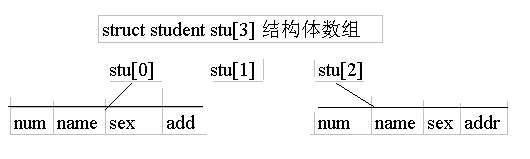 struct student stu[3] 结构体数组
stu[0] stu[1] stu[2]
num name sex add num name sex addr